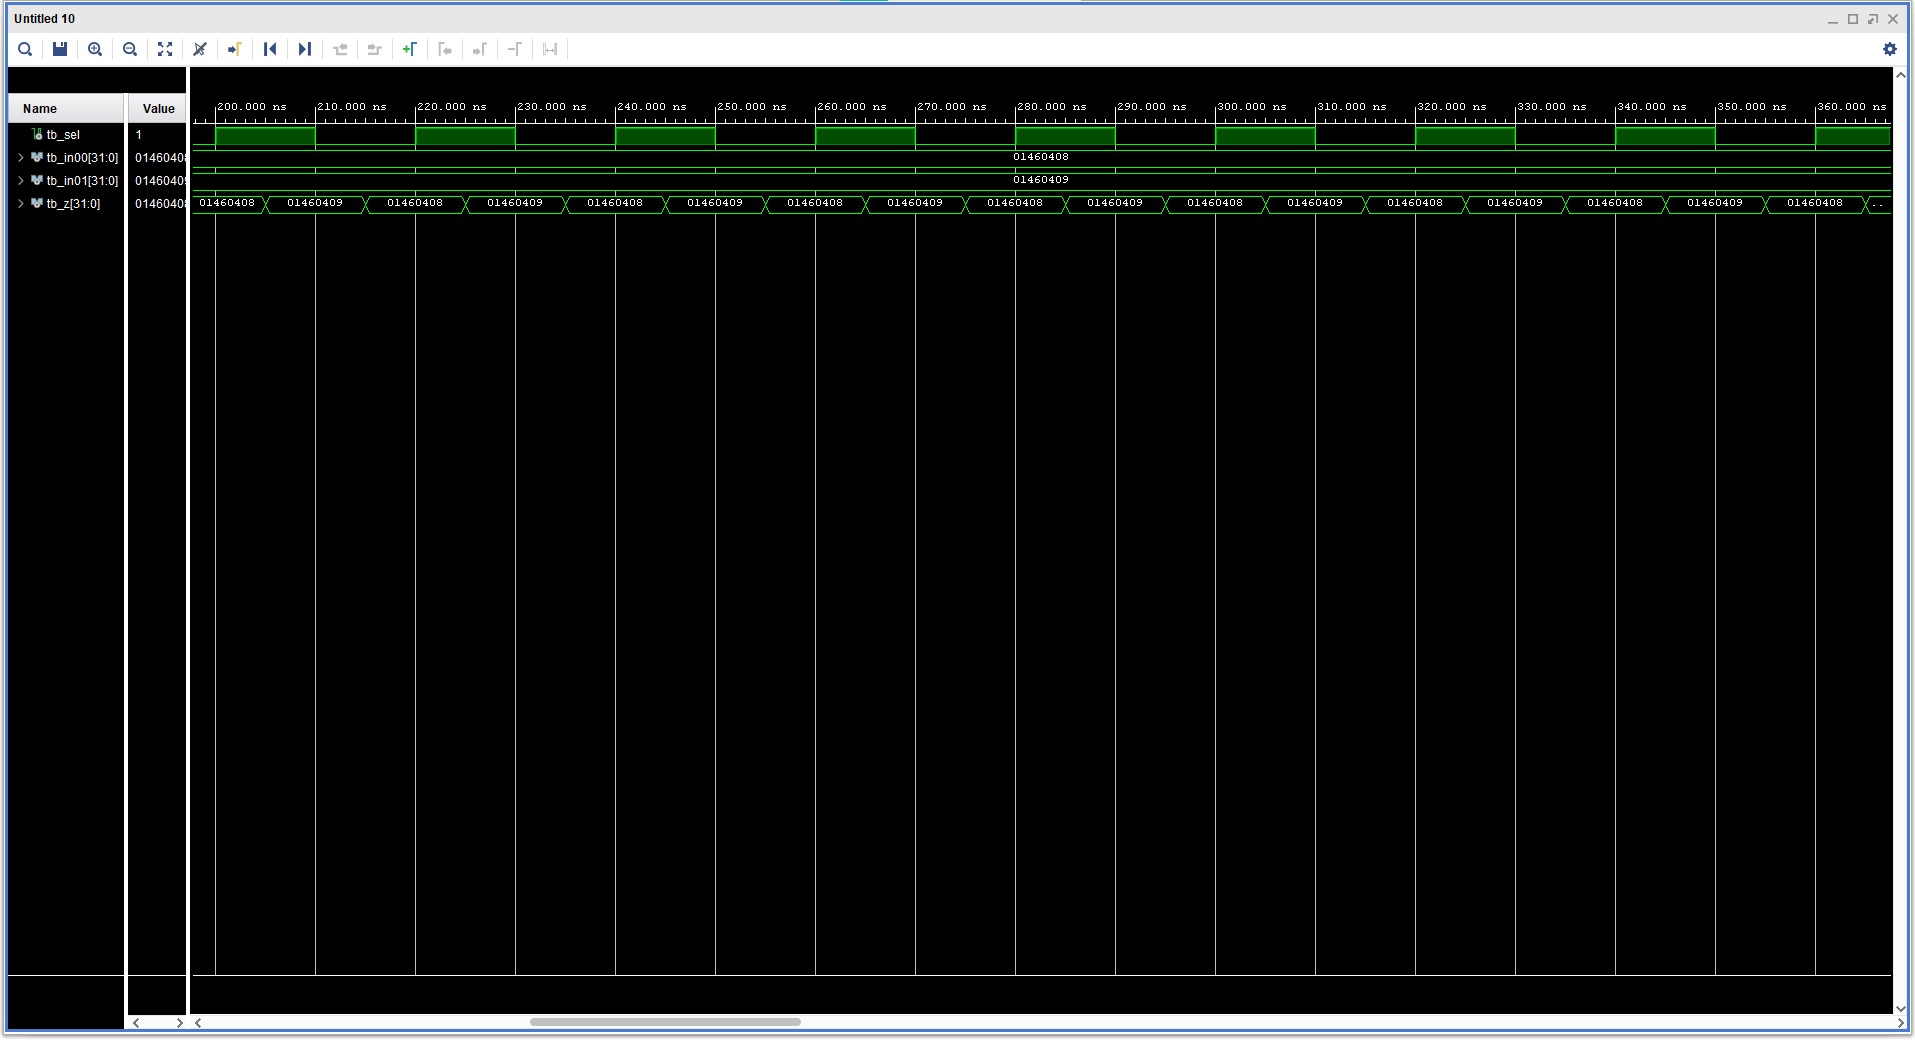 Untitled 10
Name Value 200.000 ns 210.000 ns 220.000 ns 230.000 ns 240.000 ns 250.000 ns 260.000 ns 270.000 ns 280.000 ns 290.000 ns 300.000 ns 310.000 ns 320.000 ns 330.000 ns 340.000 ns 350.000 ns 360.000 ns
tb_sel 1
tb_in00[31:0] 01460408 01460408
tb_in01[31:0] 01460409 01460409
tb_z[31:0] 01460408 01460408 01460409 01460408 01460409 01460408 01460409 01460408 01460409 01460408 01460409 01460408 01460409 01460408 01460409 01460408 01460409 01460408 ..